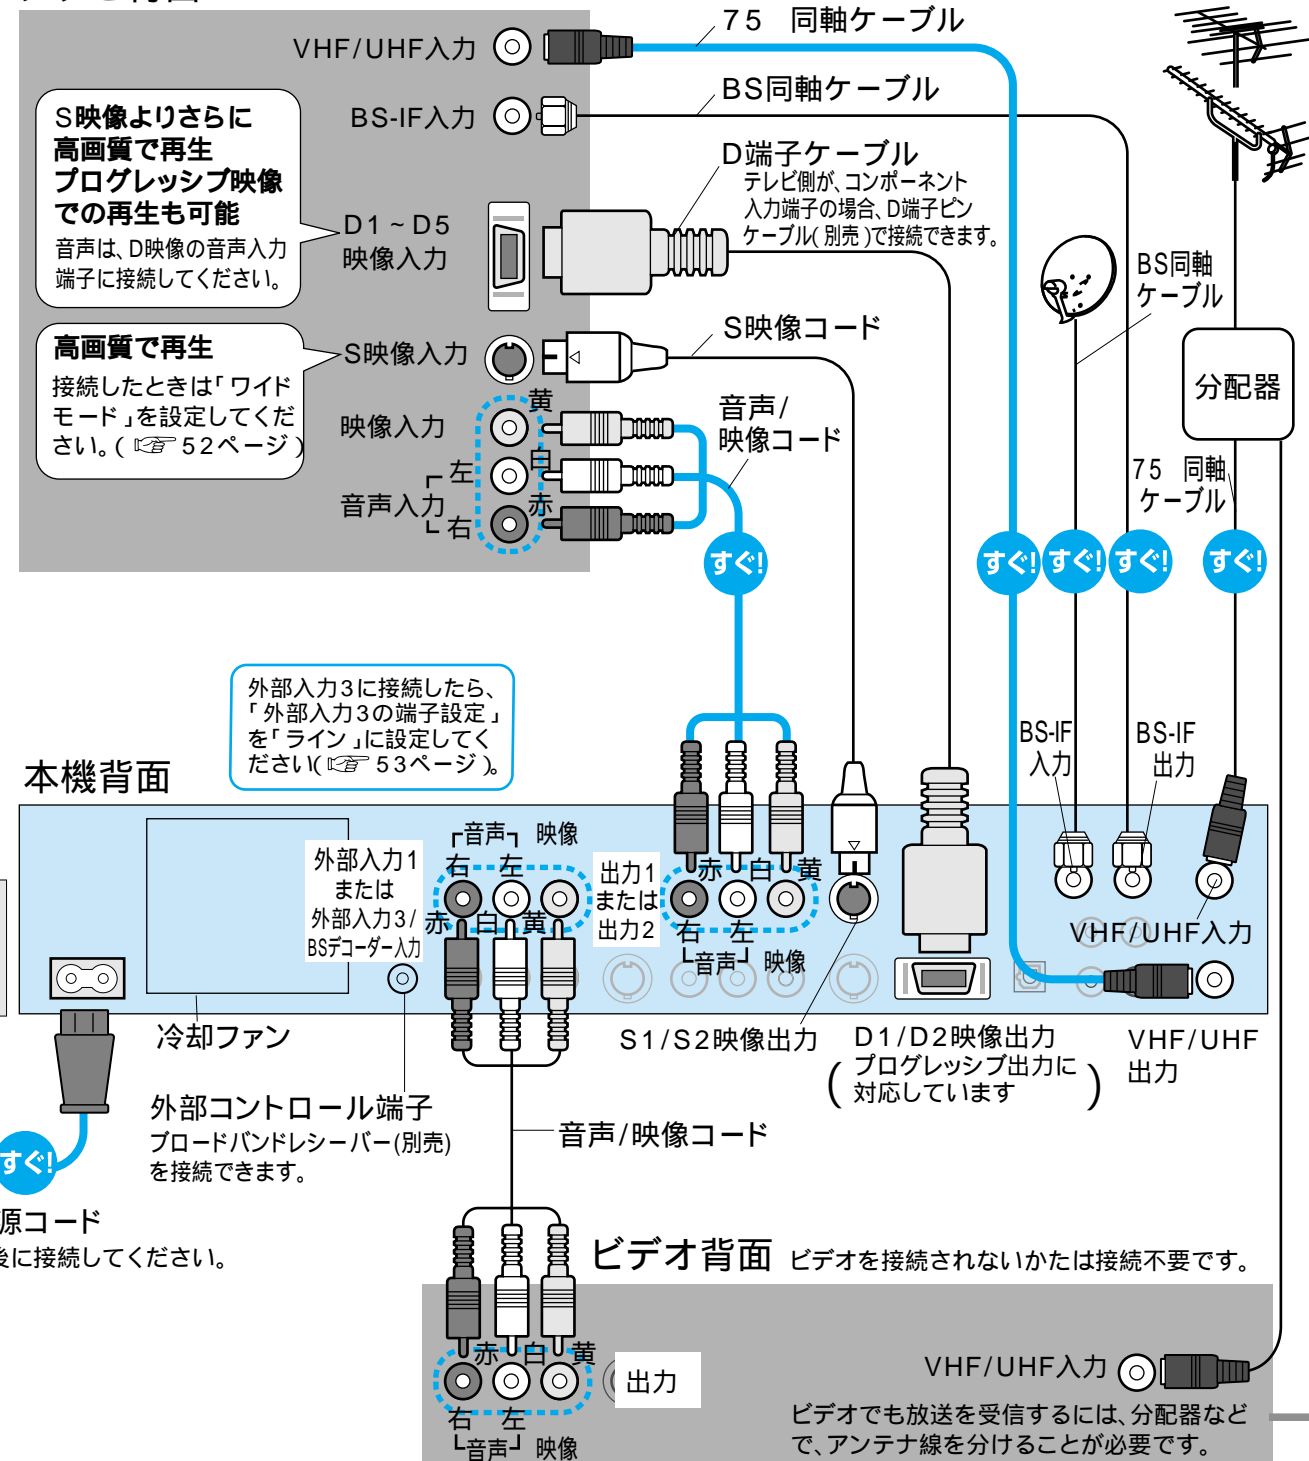 VHF/UHF入力
75 同軸ケーブル
BS-IF入力
BS同軸ケーブル
S映像よりさらに
高画質で再生
プログレッシブ映像
での再生も可能
音声は、D映像の音声入力
端子に接続してください。
D1~D5
映像入力
D端子ケーブル
テレビ側が、コンポーネント
入力端子の場合、D端子ピン
ケーブル(別売)で接続できます。
高画質で再生
接続したときは「ワイド
モード」を設定してくだ
さい。(☞52ページ)
S映像入力
S映像コード
映像入力
黄
音声入力
左
白
右
赤
音声/
映像コード
BS同軸
ケーブル
分配器
75 同軸
ケーブル
すぐ!
すぐ!
すぐ!
すぐ!
すぐ!
外部入力3に接続したら、
「外部入力3の端子設定」
を「ライン」に設定してく
ださい(☞53ページ)。
BS-IF
入力
BS-IF
出力
本機背面
外部入力1
または
外部入力3/
BSデコーダー入力
音声 映像
右 左
赤 白 黄
出力1
または
出力2
赤 白 黄
右 左
音声 映像
VHF/UHF入力
冷却ファン
S1/S2映像出力
D1/D2映像出力
(プログレッシブ出力に
対応しています)
VHF/UHF
出力
外部コントロール端子
ブロードバンドレシーバー(別売)
を接続できます。
すぐ!
源コード
後に接続してください。
音声/映像コード
ビデオ背面 ビデオを接続されないかたは接続不要です。
赤 白 黄
出力
右 左
音声 映像
VHF/UHF入力
ビデオでも放送を受信するには、分配器など
で、アンテナ線を分けることが必要です。